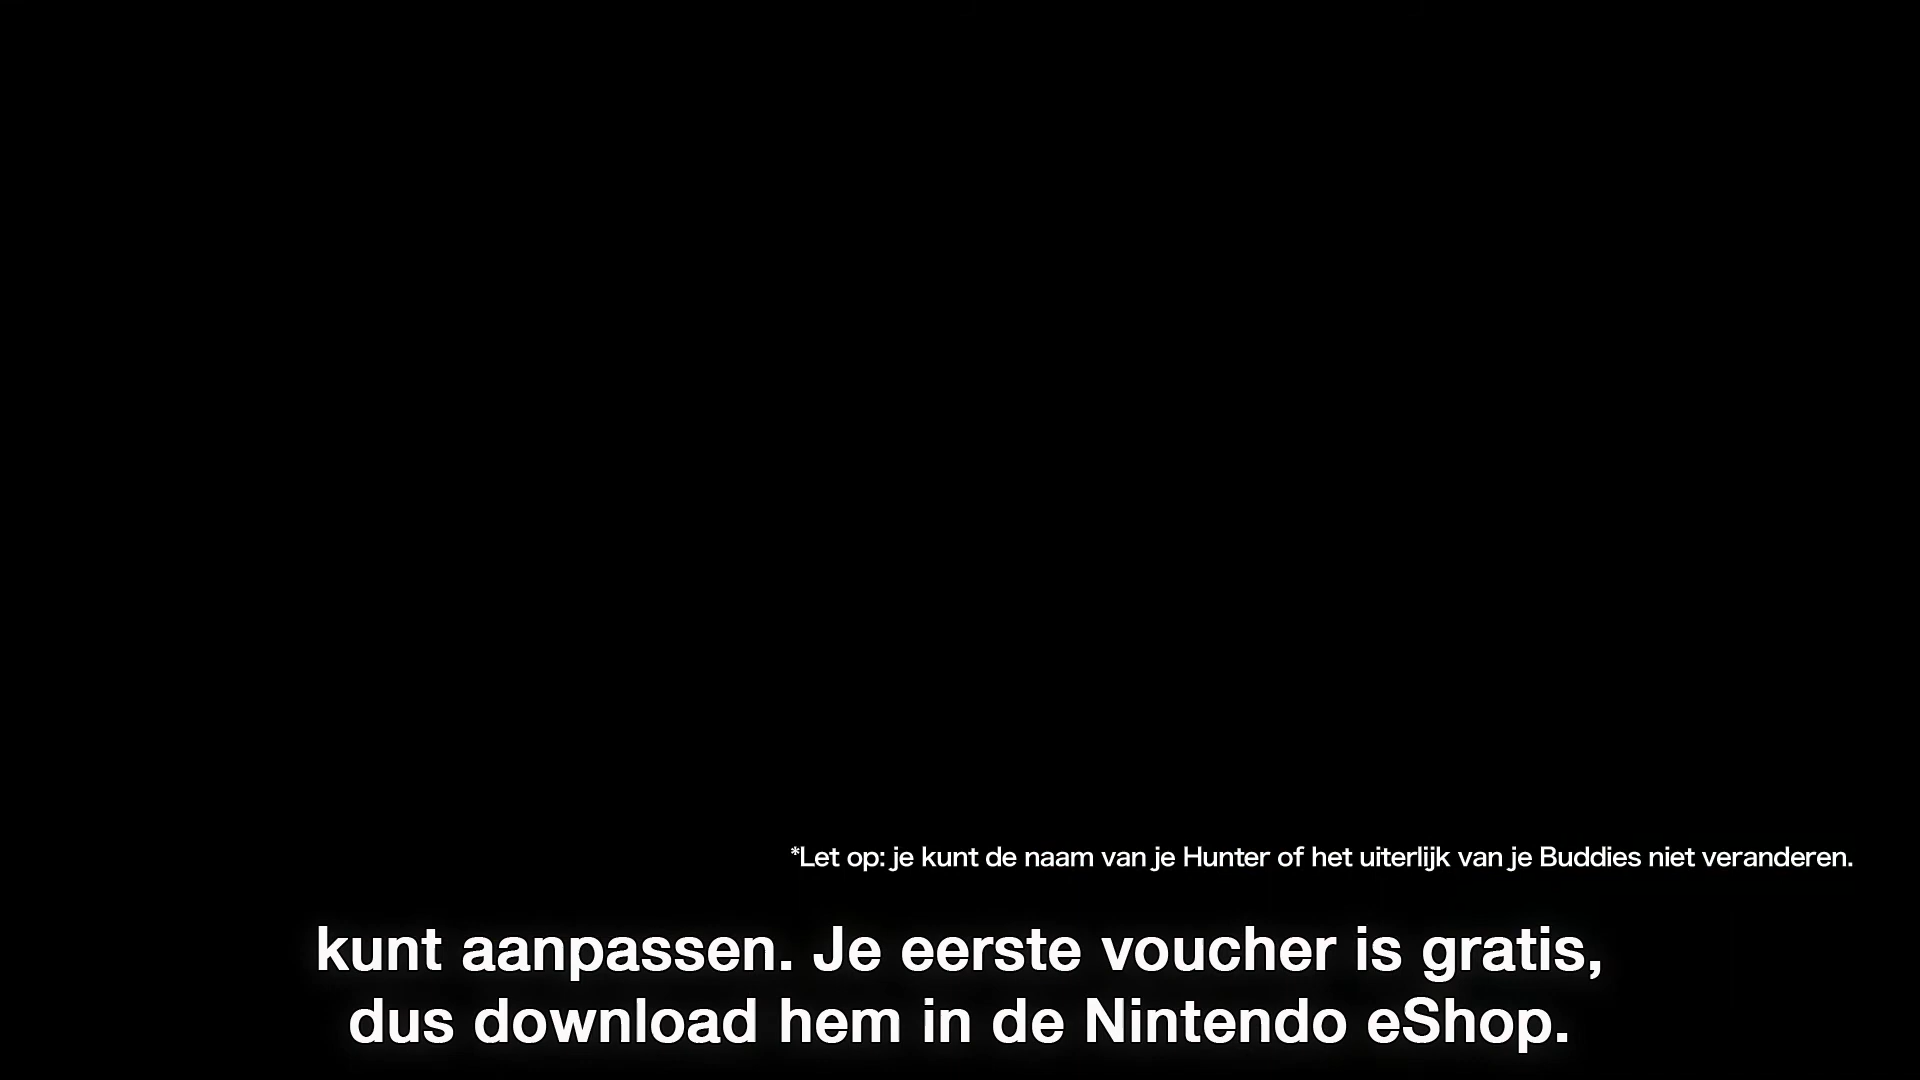 *Let op: je kunt de naam van je Hunter of het uiterlijk van je Buddies niet veranderen.
kunt aanpassen. Je eerste voucher is gratis,
dus download hem in de Nintendo eShop.